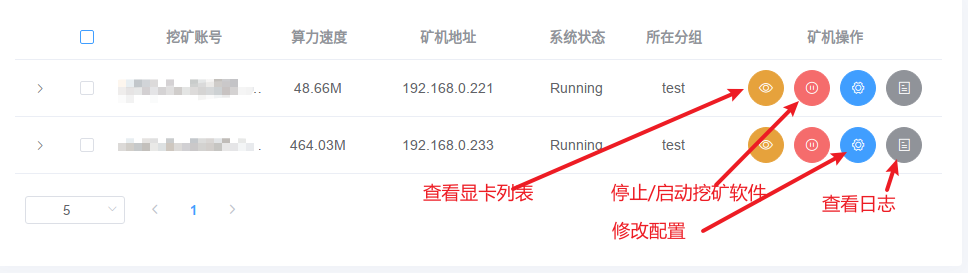 挖矿账号 算力速度 矿机地址 系统状态 所在分组 矿机操作
48.66M 192.168.0.221 Running test
464.03M 192.168.0.233 Running test
查看显卡列表 停止/启动挖矿软件 查看日志
修改配置
5 1